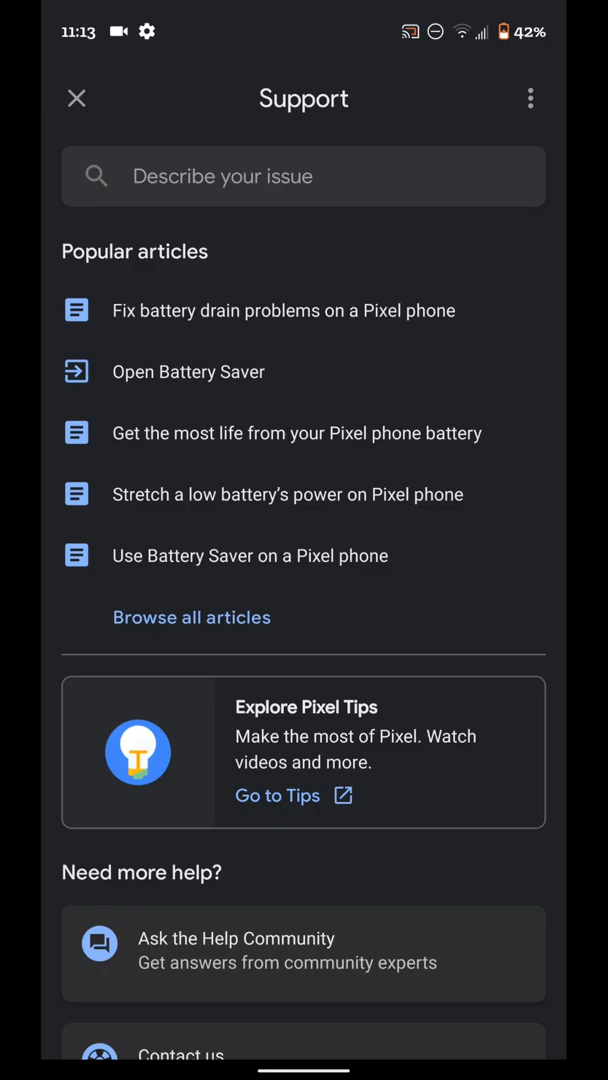 11:13
42%
Support
Describe your issue
Popular articles
Fix battery drain problems on a Pixel phone
Open Battery Saver
Get the most life from your Pixel phone battery
Stretch a low battery’s power on Pixel phone
Use Battery Saver on a Pixel phone
Browse all articles
Explore Pixel Tips
Make the most of Pixel. Watch
videos and more.
Go to Tips
Need more help?
Ask the Help Community
Get answers from community experts
Contact us